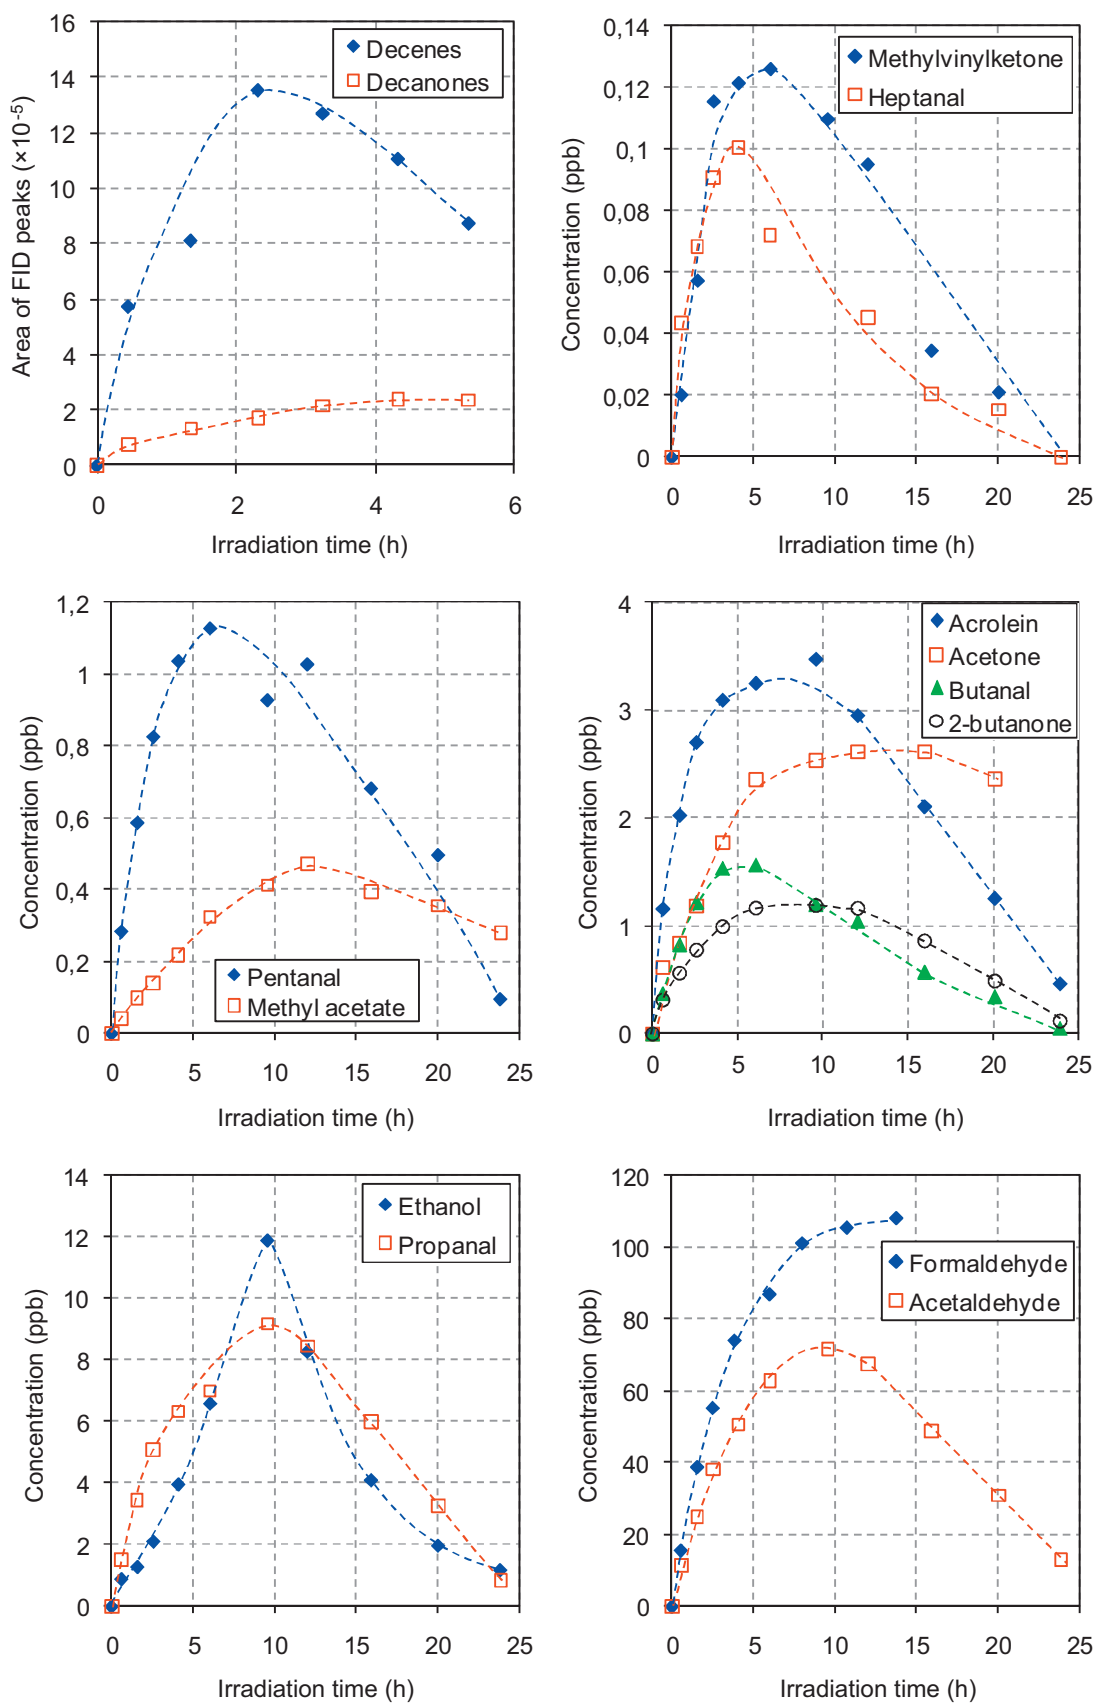 16
14
12
10
8
6
4
2
0
Area of FID peaks (×10-5)
Decenes
Decanones
0 2 4 6
Irradiation time (h)
0,14
0,12
0,1
0,08
0,06
0,04
0,02
0
Concentration (ppb)
Methylvinylketone
Heptanal
0 5 10 15 20 25
Irradiation time (h)
1,2
1
0,8
0,6
0,4
0,2
0
Concentration (ppb)
Pentanal
Methyl acetate
0 5 10 15 20 25
Irradiation time (h)
4
3
2
1
0
Concentration (ppb)
Acrolein
Acetone
Butanal
2-butanone
0 5 10 15 20 25
Irradiation time (h)
14
12
10
8
6
4
2
0
Concentration (ppb)
Ethanol
Propanal
0 5 10 15 20 25
Irradiation time (h)
120
100
80
60
40
20
0
Concentration (ppb)
Formaldehyde
Acetaldehyde
0 5 10 15 20 25
Irradiation time (h)